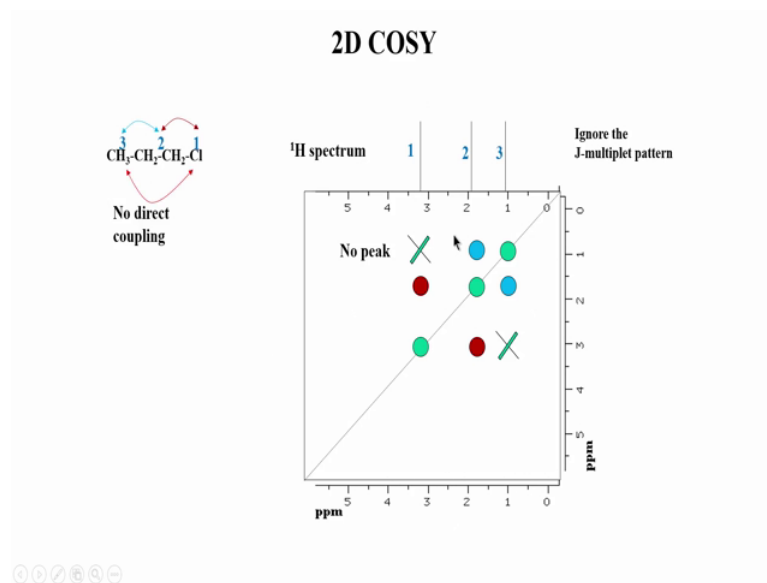 2D COSY
3 2 1
CH3-CH2-CH2-Cl
No direct
coupling
1H spectrum
1 2 3
Ignore the
J-multiplet pattern
5 4 3 2 1 0
No peak
0
1
2
3
4
5
ppm
5 4 3 2 1 0
ppm